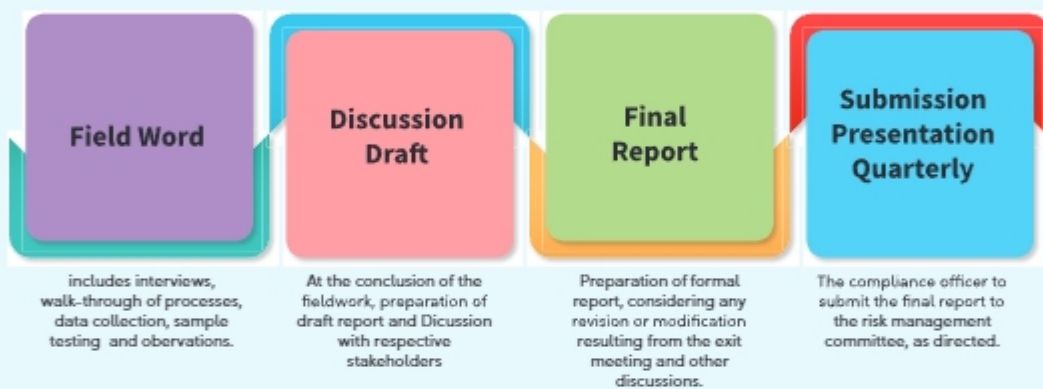 Field Word
includes interviews,
walk-through of processes,
data collection, sample
testing and obervations.
Discussion
Draft
At the conclusion of the
fieldwork, preparation of
draft report and Dicussion
with respective
stakeholders
Final
Report
Preparation of formal
report, considering any
revision or modification
resulting from the exit
meeting and other
discussions.
Submission
Presentation
Quarterly
The compliance officer to
submit the final report to
the risk management
committee, as directed.